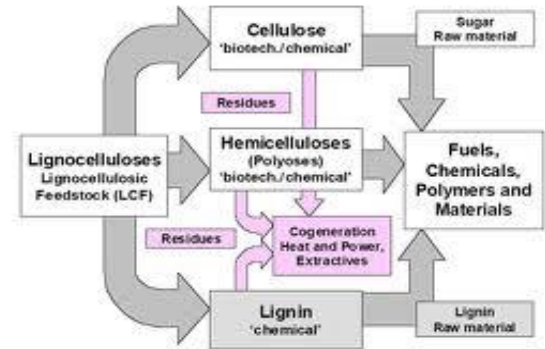 Cellulose
'biotech./chemical'
Sugar
Raw material
Residues
Lignocelluloses
Lignocellulosic
Feedstock (LCF)
Hemicelluloses
(Polyoses)
'biotech./chemical'
Fuels,
Chemicals,
Polymers and
Materials
Residues
Cogeneration
Heat and Power,
Extractives
Lignin
'chemical'
Lignin
Raw material